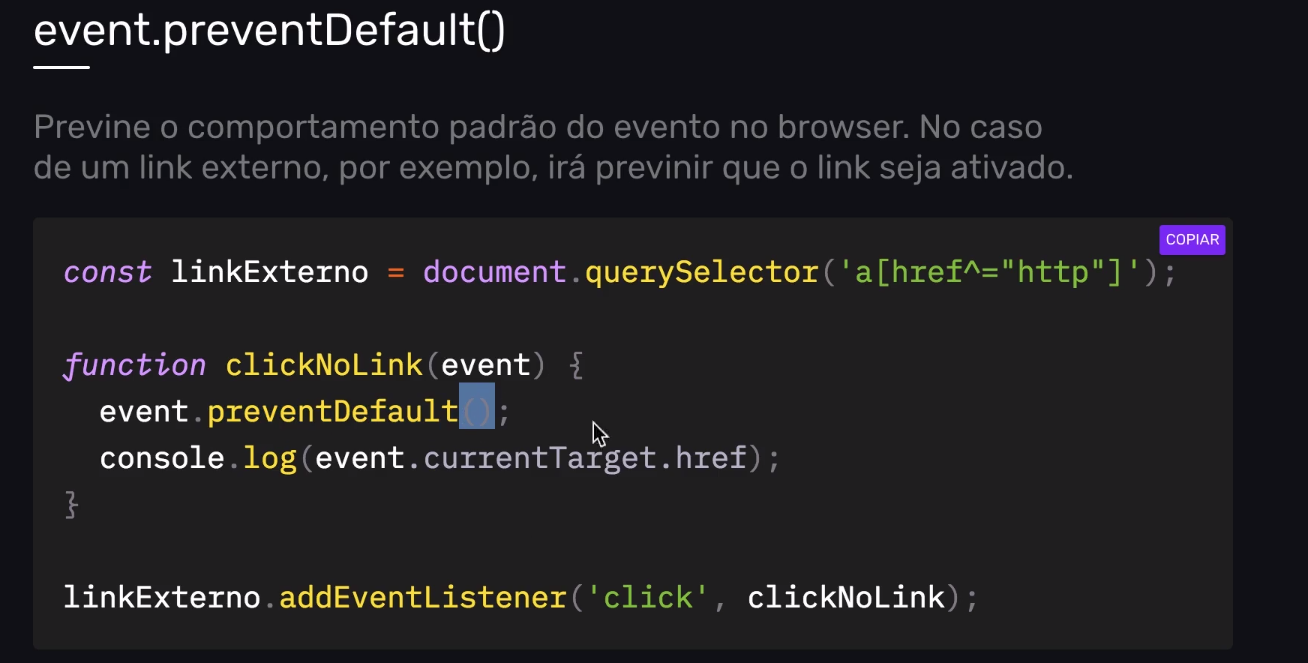 event.preventDefault()
Previne o comportamento padrão do evento no browser. No caso
de um link externo, por exemplo, irá previnir que o link seja ativado.
COPIAR
const linkExterno = document.querySelector('a[href^="http"]');
function clickNoLink(event) {
event.preventDefault();
console.log(event.currentTarget.href);
}
linkExterno.addEventListener('click', clickNoLink);